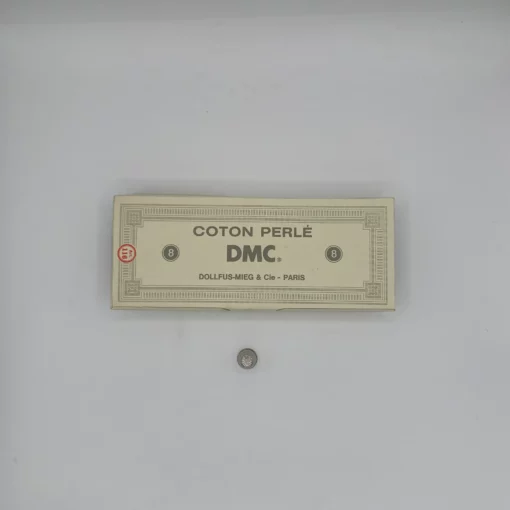 COTON PERLÉ
8 DMC® 8
DOLLFUS-MIEG & Cie - PARIS